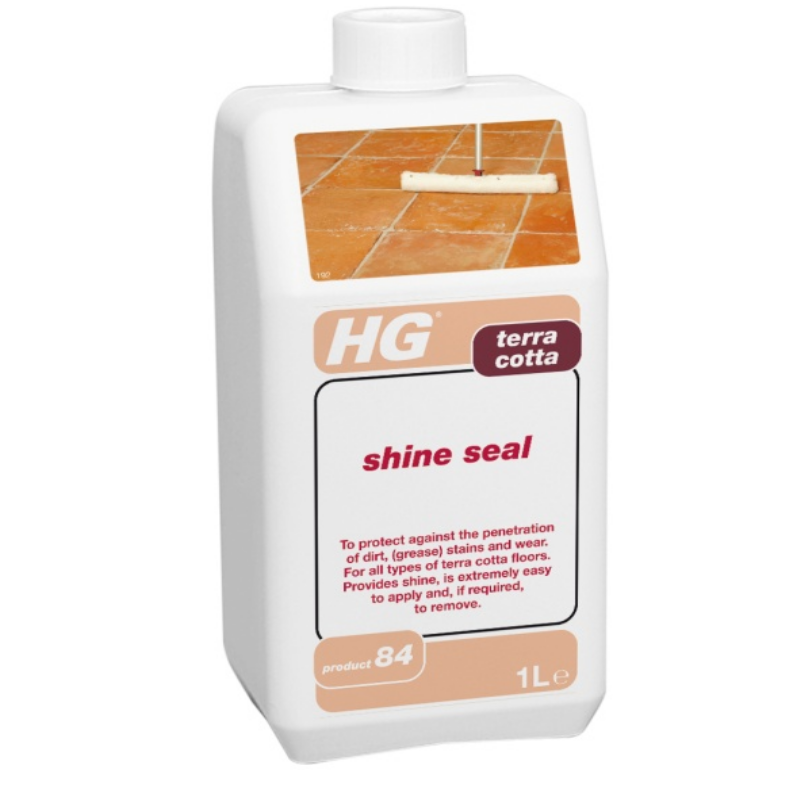 HG®
terra
cotta
shine seal
To protect against the penetration
of dirt, (grease) stains and wear.
For all types of terra cotta floors.
Provides shine, is extremely easy
to apply and, if required,
to remove.
product 84
1L℮